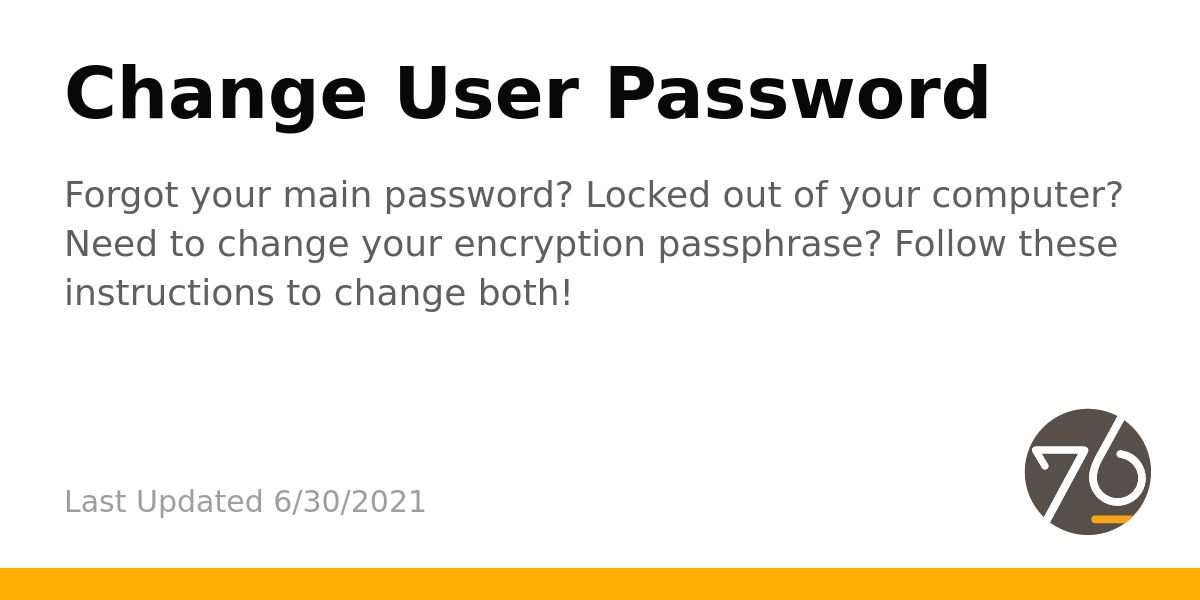 Change User Password
Forgot your main password? Locked out of your computer?
Need to change your encryption passphrase? Follow these
instructions to change both!
Last Updated 6/30/2021
76